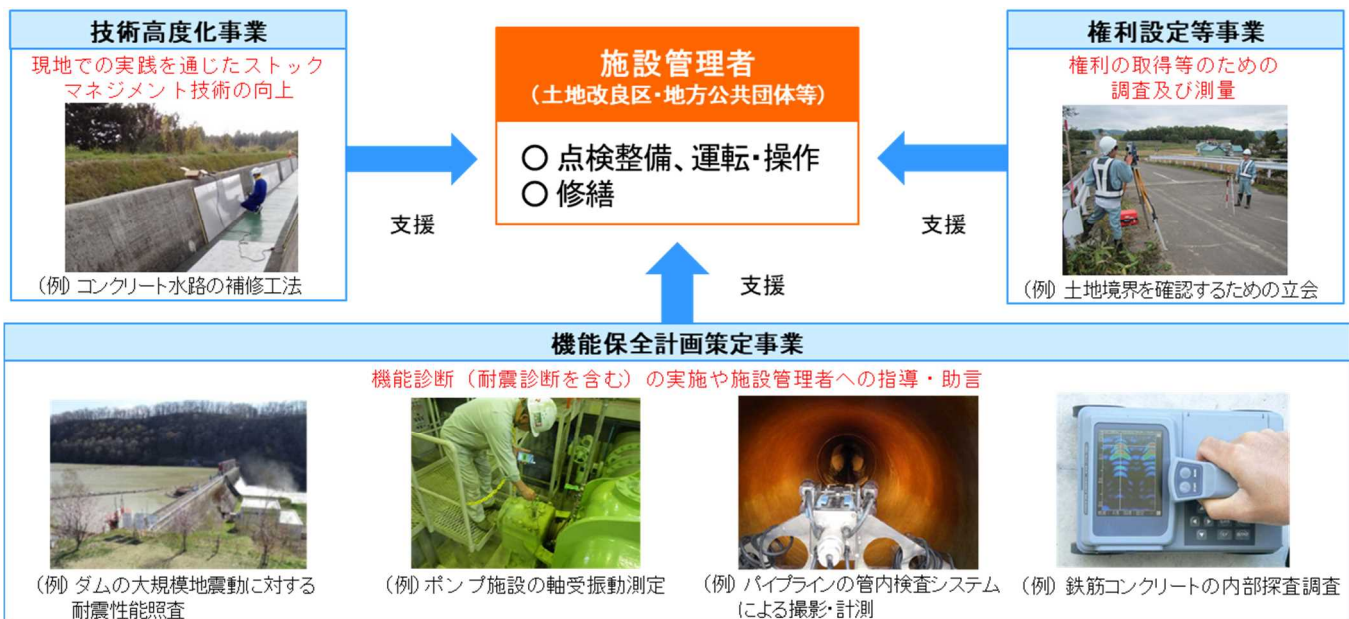 技術高度化事業
現地での実践を通じたストック
マネジメント技術の向上
(例) コンクリート水路の補修工法
支援
施設管理者
(土地改良区・地方公共団体等)
○ 点検整備、運転・操作
○ 修繕
権利設定等事業
権利の取得等のための
調査及び測量
(例) 土地境界を確認するための立会
支援
支援
機能保全計画策定事業
機能診断（耐震診断を含む）の実施や施設管理者への指導・助言
(例) ダムの大規模地震動に対する
耐震性能照査
(例) ポンプ施設の軸受振動測定
(例) パイプラインの管内検査システム
による撮影・計測
(例) 鉄筋コンクリートの内部探査調査